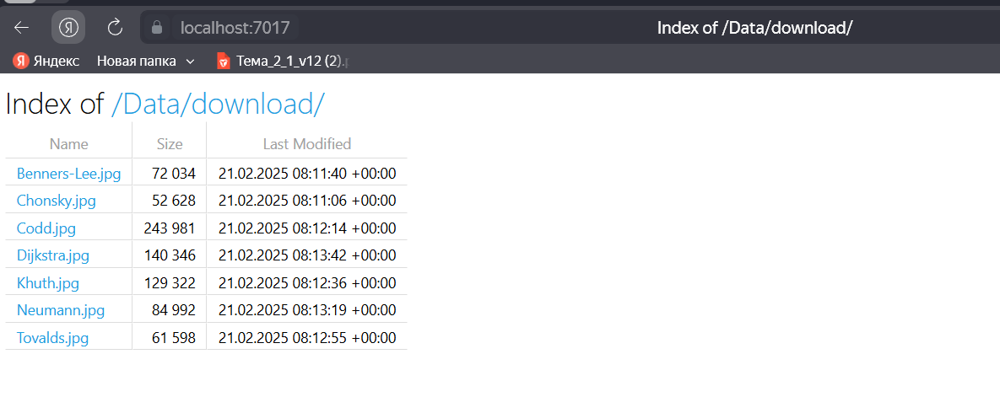 Я localhost:7017 Index of /Data/download/
Я Яндекс Новая папка Тема_2_1_v12 (2).p
Index of /Data/download/
Name Size Last Modified
Benners-Lee.jpg 72 034 21.02.2025 08:11:40 +00:00
Chonsky.jpg 52 628 21.02.2025 08:11:06 +00:00
Codd.jpg 243 981 21.02.2025 08:12:14 +00:00
Dijkstra.jpg 140 346 21.02.2025 08:13:42 +00:00
Khuth.jpg 129 322 21.02.2025 08:12:36 +00:00
Neumann.jpg 84 992 21.02.2025 08:13:19 +00:00
Tovalds.jpg 61 598 21.02.2025 08:12:55 +00:00